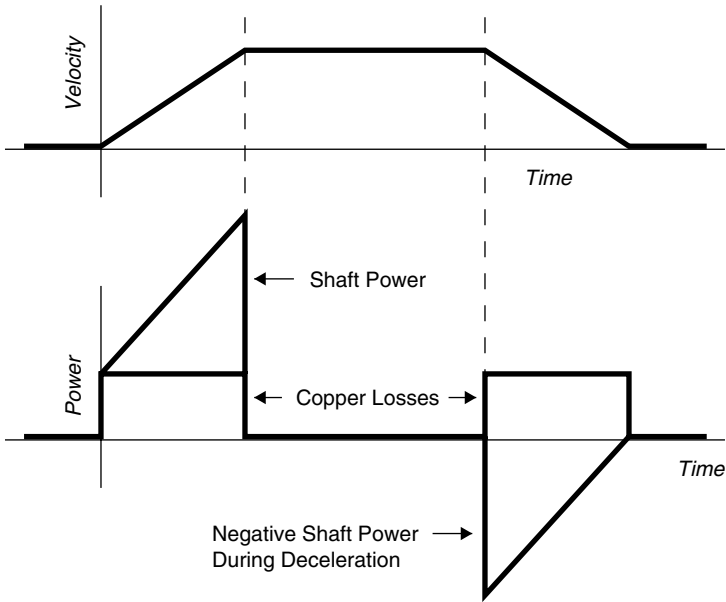 Velocity
Time
Shaft Power
Power
Copper Losses
Time
Negative Shaft Power
During Deceleration